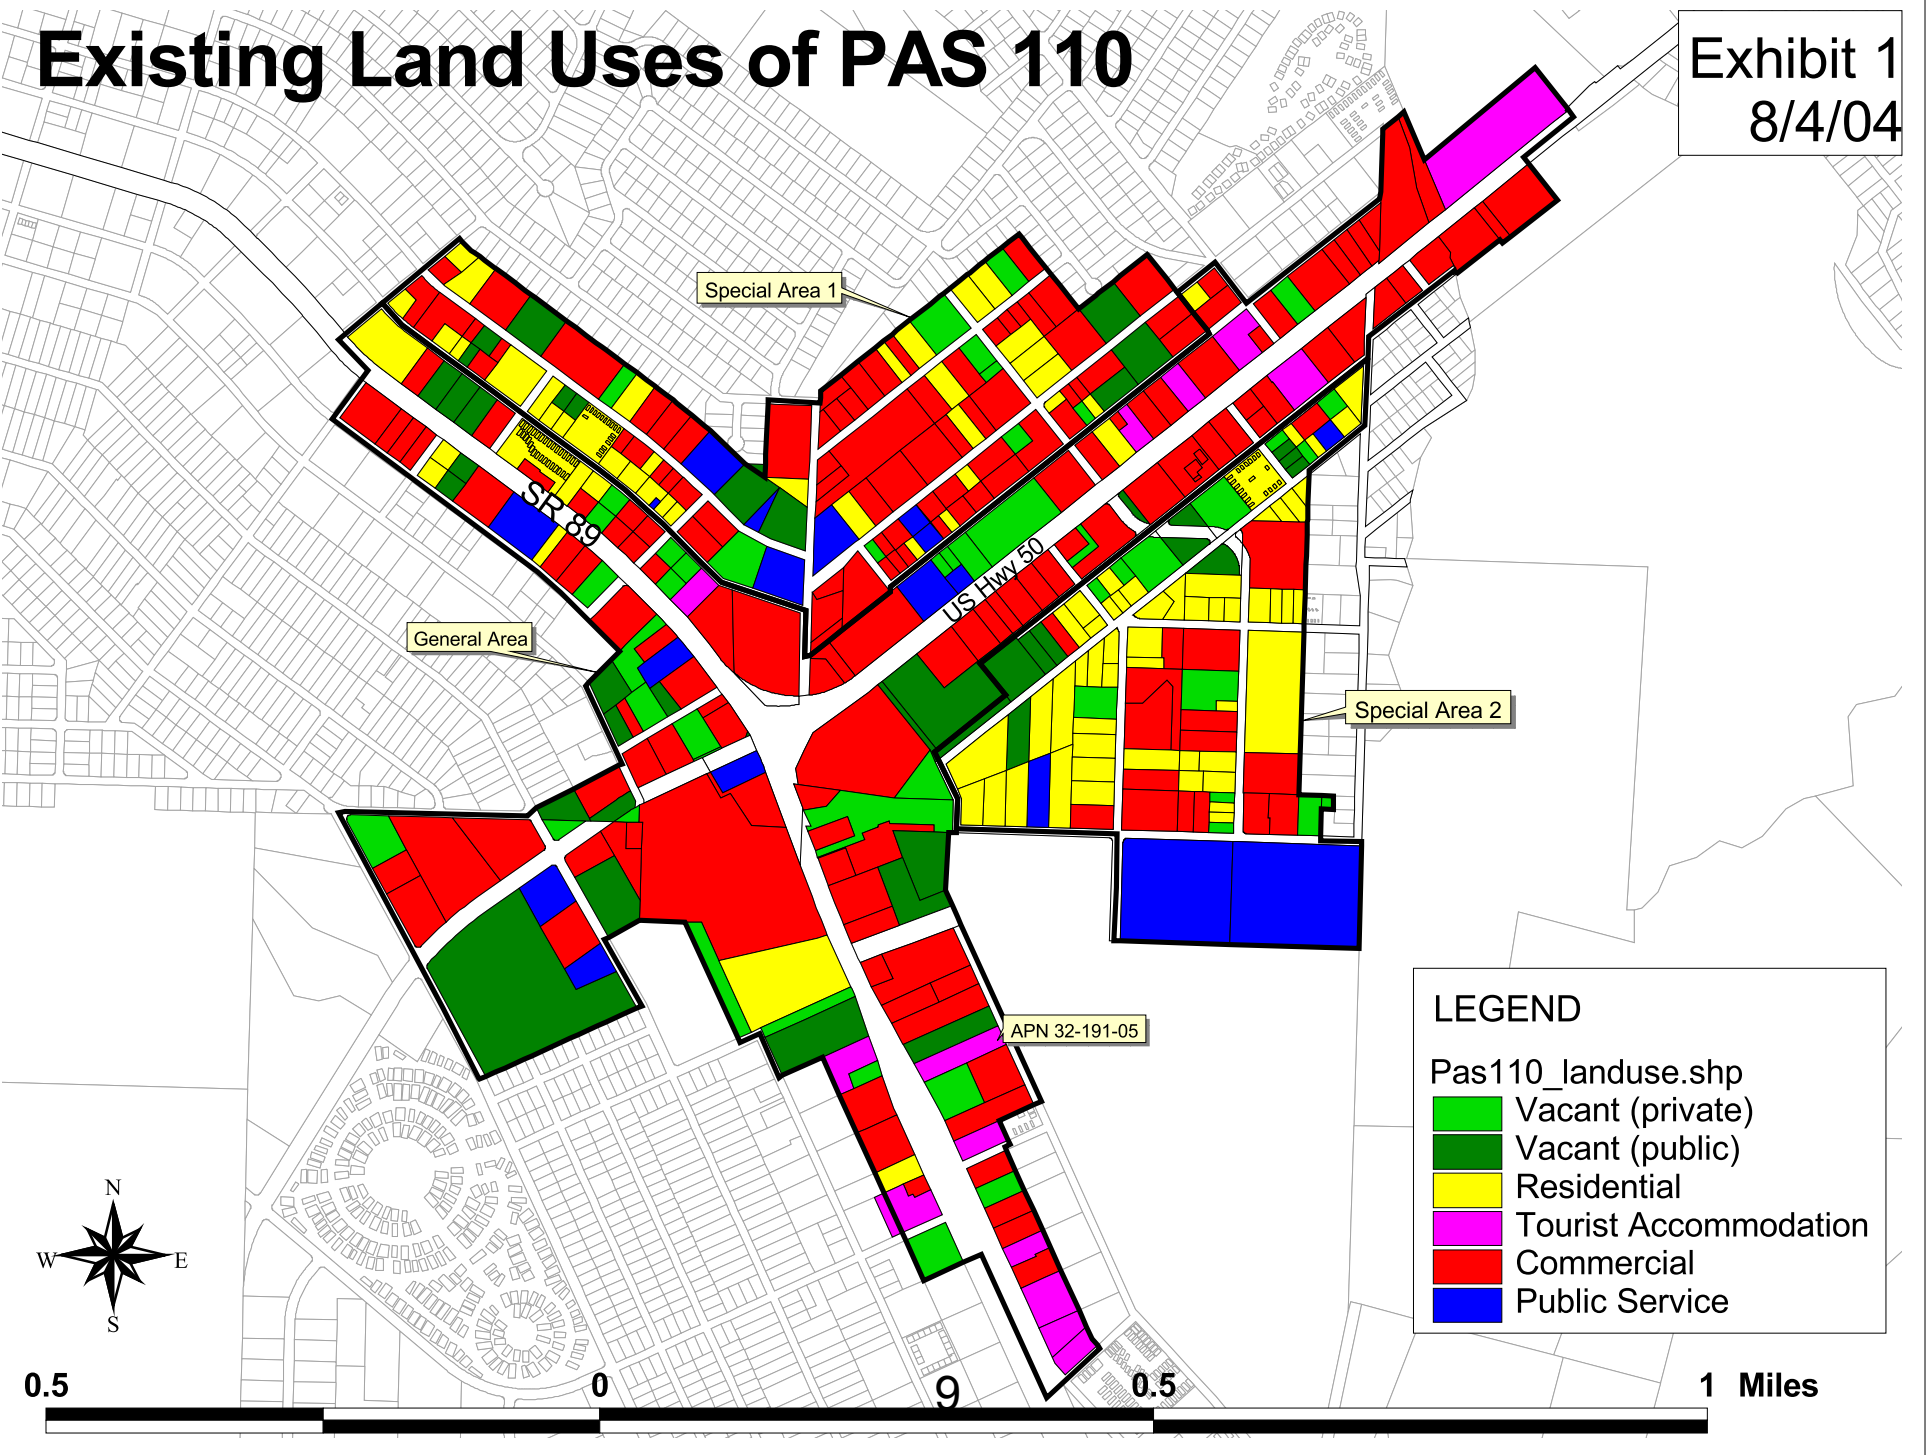 Existing Land Uses of PAS 110
Exhibit 1
8/4/04
Special Area 1
SR 89
US Hwy 50
General Area
Special Area 2
APN 32-191-05
LEGEND
Pas110_landuse.shp
Vacant (private)
Vacant (public)
Residential
Tourist Accommodation
Commercial
Public Service
N
W E
S
0.5 0 0.5 1 Miles
9